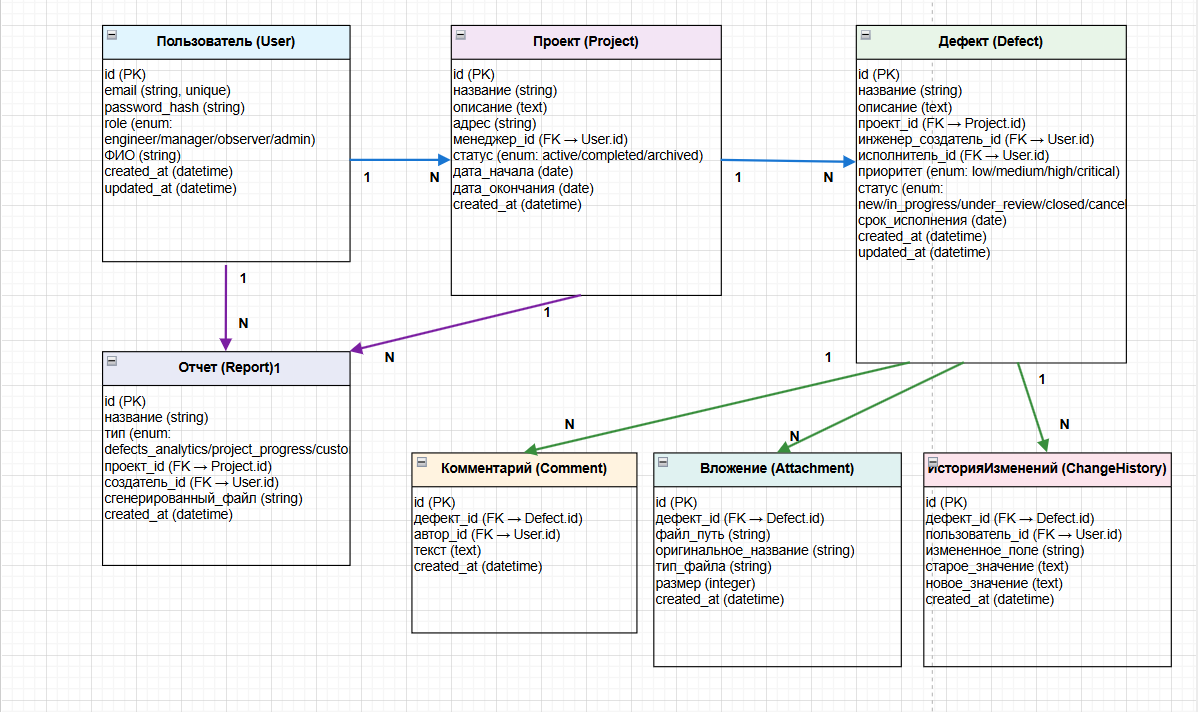 Пользователь (User)
id (PK)
email (string, unique)
password_hash (string)
role (enum:
engineer/manager/observer/admin)
ФИО (string)
created_at (datetime)
updated_at (datetime)
1
N
Проект (Project)
id (PK)
название (string)
описание (text)
адрес (string)
менеджер_id (FK → User.id)
статус (enum: active/completed/archived)
дата_начала (date)
дата_окончания (date)
created_at (datetime)
1
N
Дефект (Defect)
id (PK)
название (string)
описание (text)
проект_id (FK → Project.id)
инженер_создатель_id (FK → User.id)
исполнитель_id (FK → User.id)
приоритет (enum: low/medium/high/critical)
статус (enum:
new/in_progress/under_review/closed/cancel
срок_исполнения (date)
created_at (datetime)
updated_at (datetime)
1
N
1
N
Отчет (Report)1
id (PK)
название (string)
тип (enum:
defects_analytics/project_progress/custo
проект_id (FK → Project.id)
создатель_id (FK → User.id)
сгенерированный_файл (string)
created_at (datetime)
1
N
N
1
N
Комментарий (Comment)
id (PK)
дефект_id (FK → Defect.id)
автор_id (FK → User.id)
текст (text)
created_at (datetime)
Вложение (Attachment)
id (PK)
дефект_id (FK → Defect.id)
файл_путь (string)
оригинальное_название (string)
тип_файла (string)
размер (integer)
created_at (datetime)
ИсторияИзменений (ChangeHistory)
id (PK)
дефект_id (FK → Defect.id)
пользователь_id (FK → User.id)
измененное_поле (string)
старое_значение (text)
новое_значение (text)
created_at (datetime)